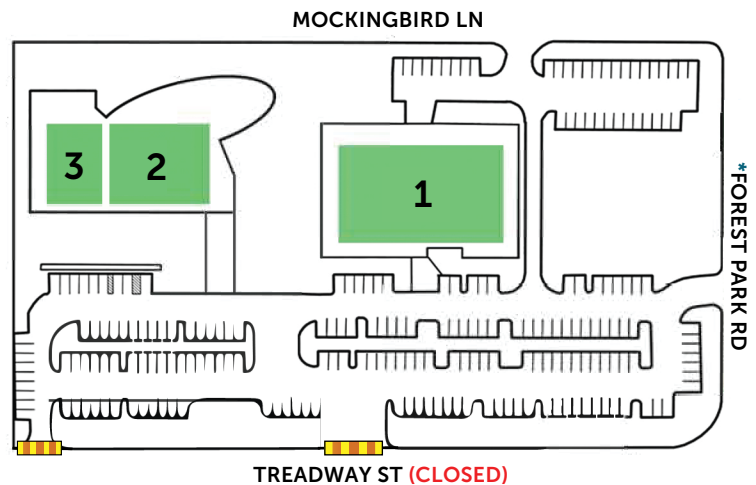 MOCKINGBIRD LN
3
2
1
*FOREST PARK RD
TREADWAY ST (CLOSED)